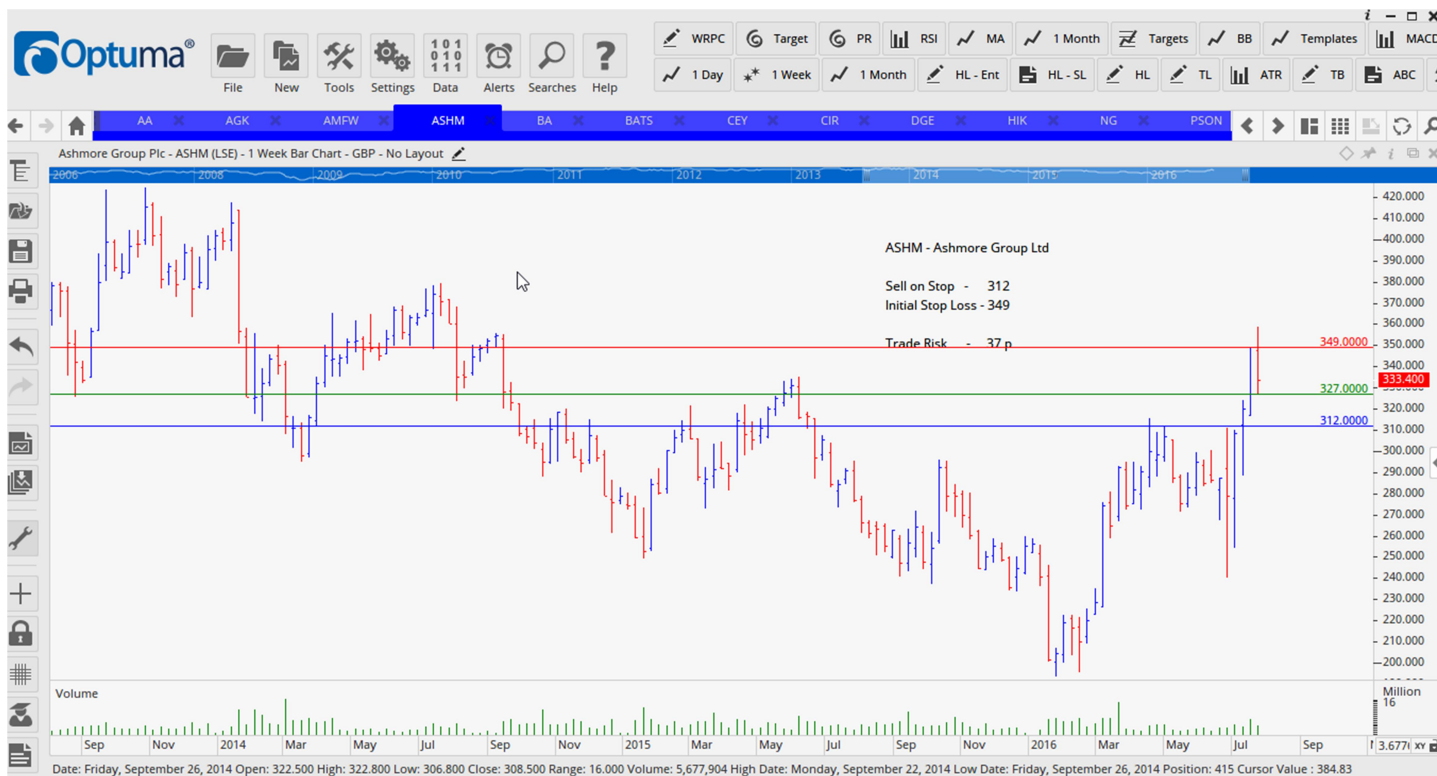 Optuma®
File
New
Tools
Settings
101
010
111
Data
Alerts
Searches
Help
WRPC
Target
PR
RSI
MA
1 Month
Targets
BB
Templates
MACD
1 Day
1 Week
1 Month
HL - Ent
HL - SL
HL
TL
ATR
TB
ABC
AA
AGK
AMFW
ASHM
BA
BATS
CEY
CIR
DGE
HIK
NG
PSON
Ashmore Group Plc - ASHM (LSE) - 1 Week Bar Chart - GBP - No Layout
2006
2008
2009
2010
2011
2012
2013
2014
2015
2016
ASHM - Ashmore Group Ltd
Sell on Stop - 312
Initial Stop Loss - 349
Trade Risk - 37 p
349.0000
327.0000
312.0000
420.000
410.000
400.000
390.000
380.000
370.000
360.000
350.000
340.000
333.400
320.000
310.000
300.000
290.000
280.000
270.000
260.000
250.000
240.000
230.000
220.000
210.000
200.000
Volume
Million
16
Sep
Nov
2014
Mar
May
Jul
Sep
Nov
2015
Mar
May
Jul
Sep
Nov
2016
Mar
May
Jul
Sep
XY
Date: Friday, September 26, 2014 Open: 322.500 High: 322.800 Low: 306.800 Close: 308.500 Range: 16.000 Volume: 5,677,904 High Date: Monday, September 22, 2014 Low Date: Friday, September 26, 2014 Position: 415 Cursor Value : 384.83